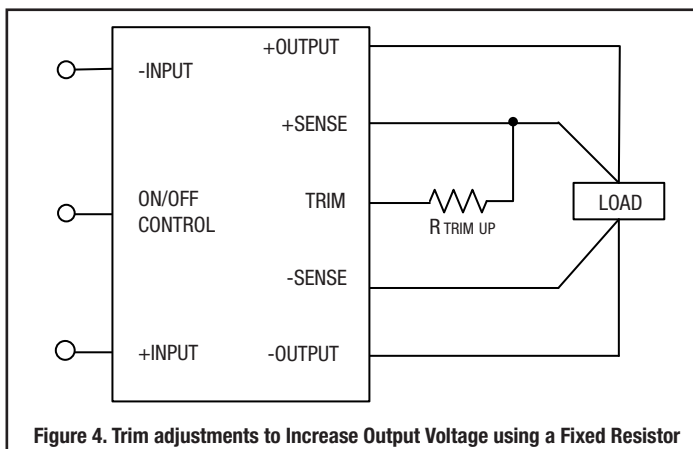 +OUTPUT
-INPUT
+SENSE
ON/OFF
CONTROL
TRIM
R TRIM UP
LOAD
-SENSE
+INPUT
-OUTPUT
Figure 4. Trim adjustments to Increase Output Voltage using a Fixed Resistor